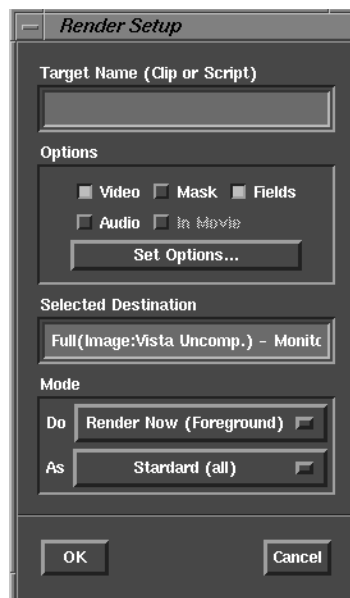 Render Setup
Target Name (Clip or Script)
Options
Video Mask Fields
Audio In Movie
Set Options...
Selected Destination
Full(Image:Vista Uncomp.) - Monitc
Mode
Do Render Now (Foreground)
As Stardard (all)
OK Cancel